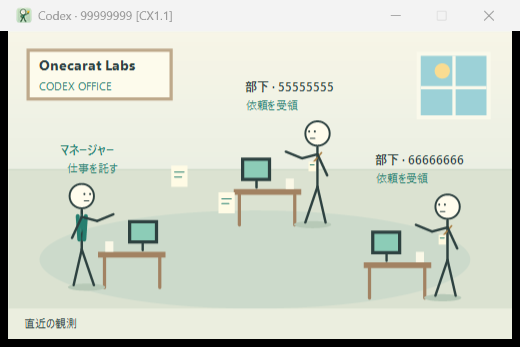 Codex · 99999999 [CX1.1]
Onecarat Labs
CODEX OFFICE
部下 · 55555555
依頼を受領
マネージャー
仕事を託す
部下 · 66666666
依頼を受領
直近の観測